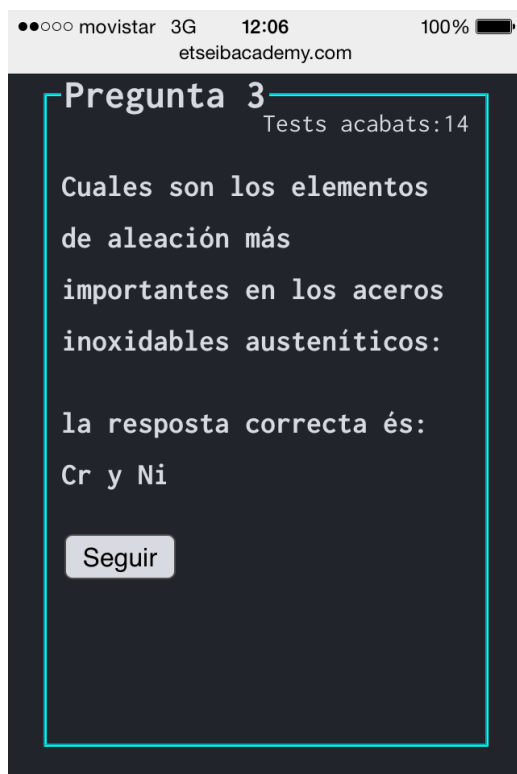 movistar 3G 12:06 100%
etseibacademy.com
Pregunta 3
Tests acabats:14
Cuales son los elementos
de aleación más
importantes en los aceros
inoxidables austeníticos:
la resposta correcta és:
Cr y Ni
Seguir